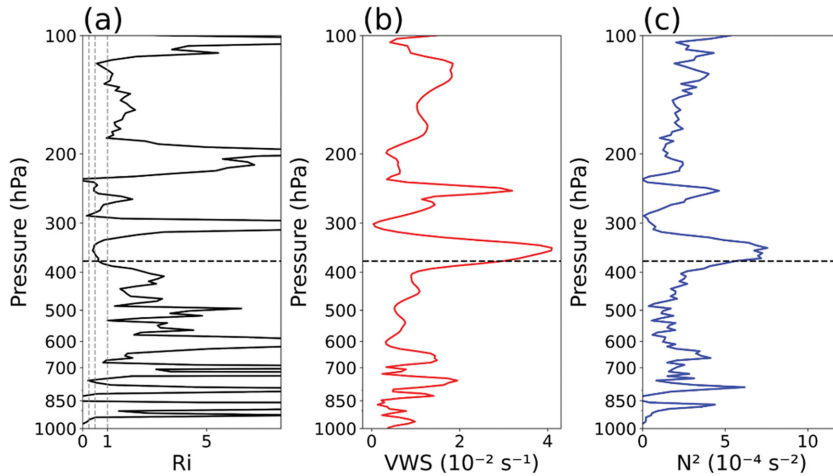 (a) (b) (c)
100 100 100
200 200 200
300 300 300
400 400 400
500 500 500
600 600 600
700 700 700
850 850 850
1000 1000 1000
Pressure (hPa) Pressure (hPa) Pressure (hPa)
0 1 5 0 2 4 0 5 10
Ri VWS (10⁻² s⁻¹) N² (10⁻⁴ s⁻²)